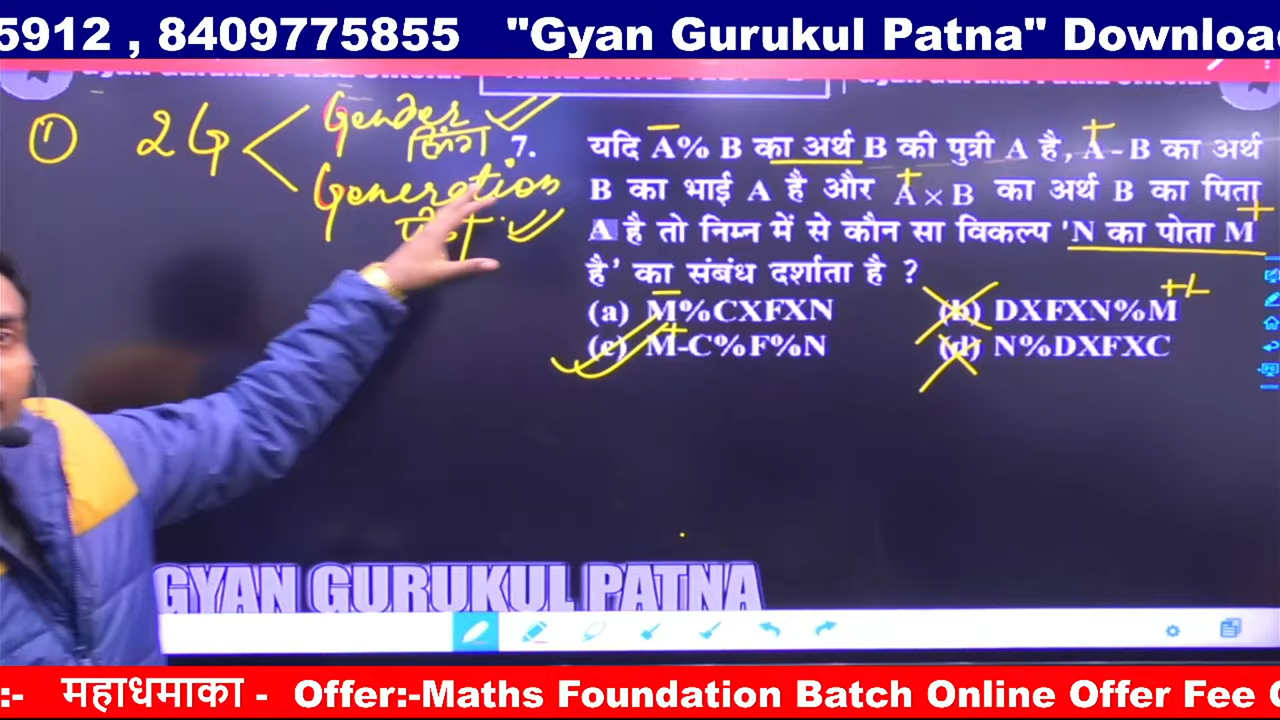 5912 , 8409775855 "Gyan Gurukul Patna" Downloa
① 2G
Gender
लिंग
Generation
7. यदि A% B का अर्थ B की पुत्री A है, A-B का अर्थ
B का भाई A है और A×B का अर्थ B का पिता
A है तो निम्न में से कौन सा विकल्प 'N का पोता M
है' का संबंध दर्शाता है ?
(a) M%CXFXN (b) DXFXN%M
(c) M-C%F%N (d) N%DXFXC
GYAN GURUKUL PATNA
:- महाधमाका - Offer:-Maths Foundation Batch Online Offer Fee